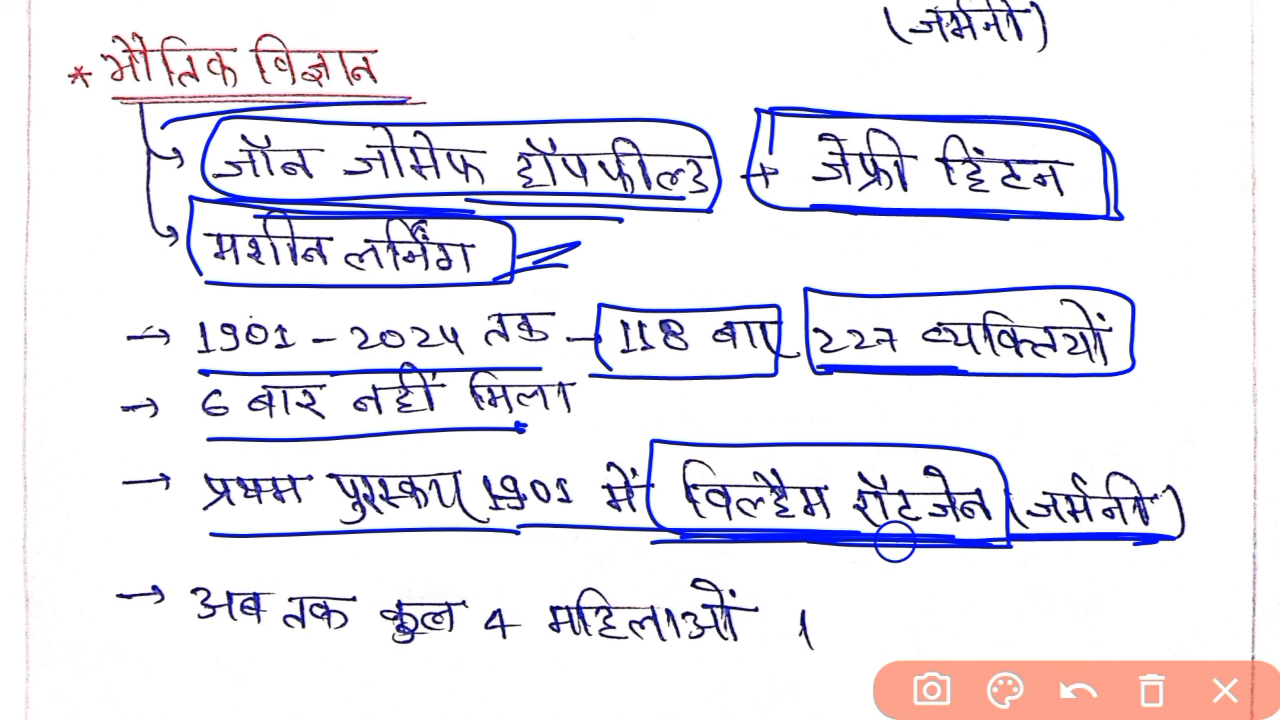 (जर्मनी)
* भौतिक विज्ञान
→ जॉन जोसेफ हॉपफील्ड + जेफ्री हिंटन
→ मशीन लर्निंग
→ 1901 - 2024 तक - 118 बार 227 व्यक्तियों
→ 6 बार नहीं मिला
→ प्रथम पुरस्कार 1901 में विल्हैम रॉटजेन (जर्मनी)
→ अब तक कुल 4 महिलाओं ।